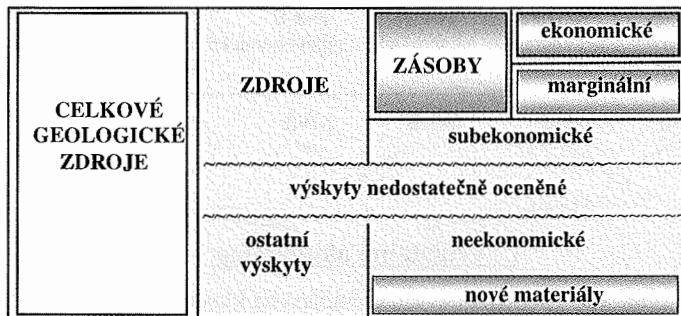 CELKOVÉ
GEOLOGICKÉ
ZDROJE
ZDROJE
ZÁSOBY
ekonomické
marginální
subekonomické
výskyty nedostatečně oceněné
ostatní
výskyty
neekonomické
nové materiály